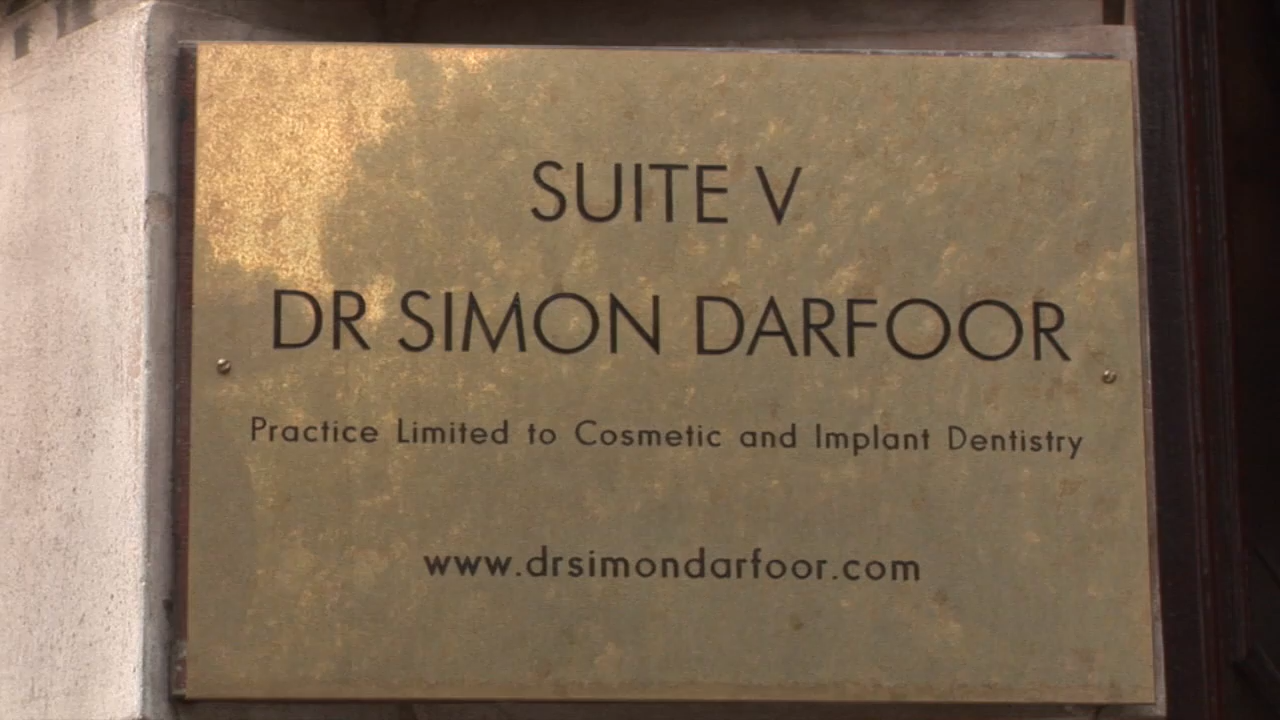 SUITE V
DR SIMON DARFOOR
Practice Limited to Cosmetic and Implant Dentistry
www.drsimondarfoor.com